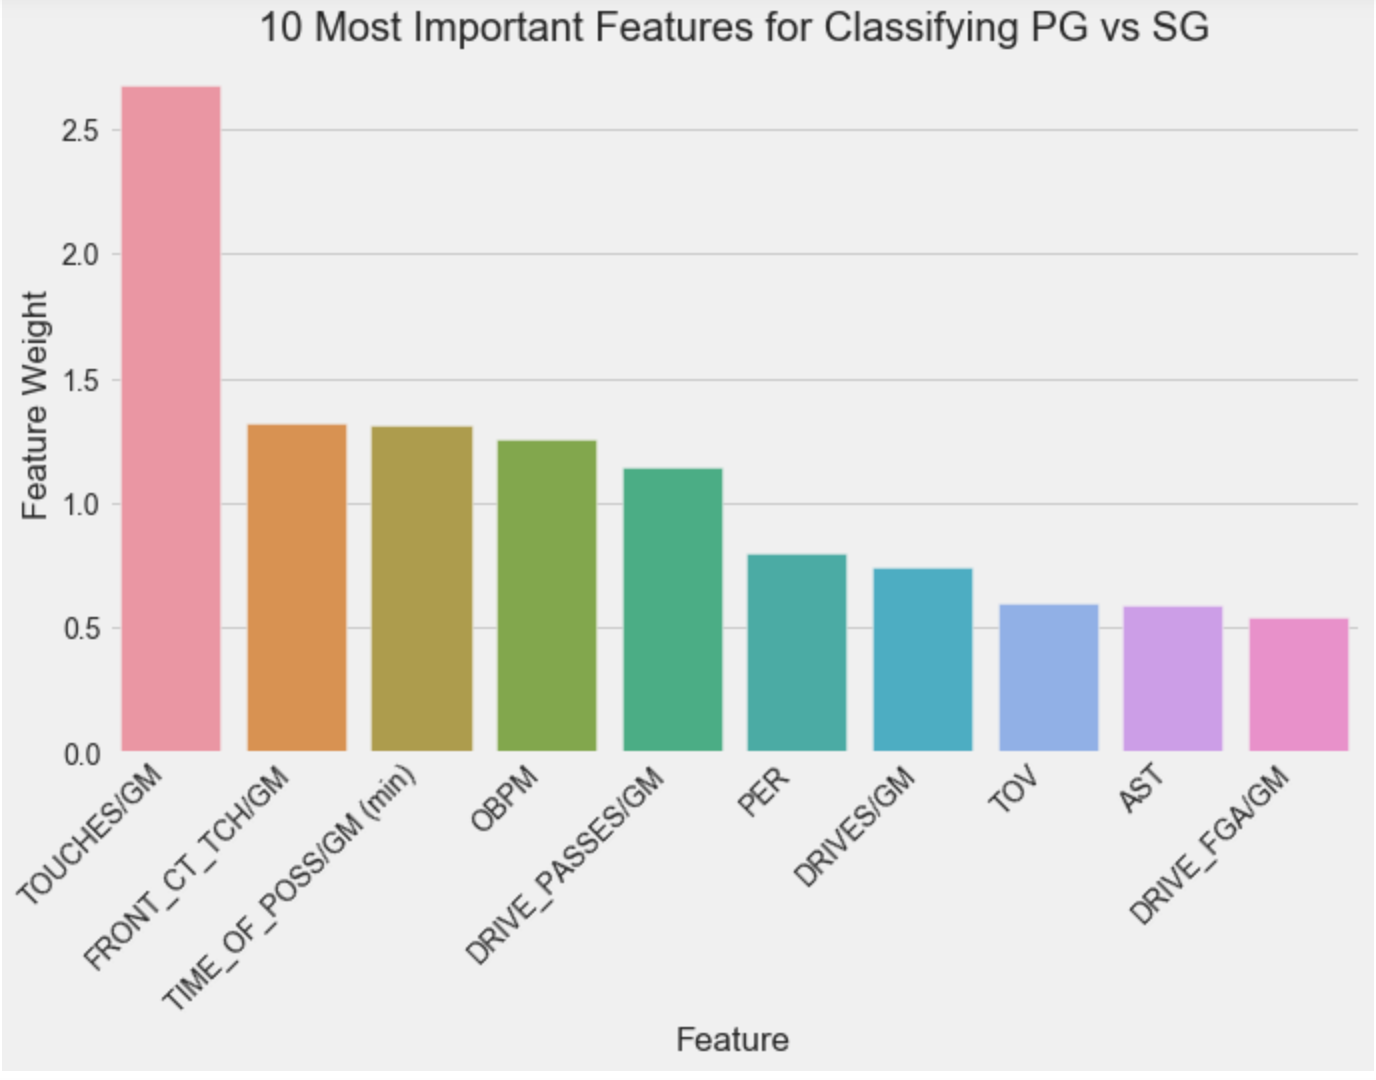 10 Most Important Features for Classifying PG vs SG
Feature Weight
2.5
2.0
1.5
1.0
0.5
0.0
TOUCHES/GM
FRONT_CT_TCH/GM
TIME_OF_POSS/GM (min)
OBPM
DRIVE_PASSES/GM
PER
DRIVES/GM
TOV
AST
DRIVE_FGA/GM
Feature